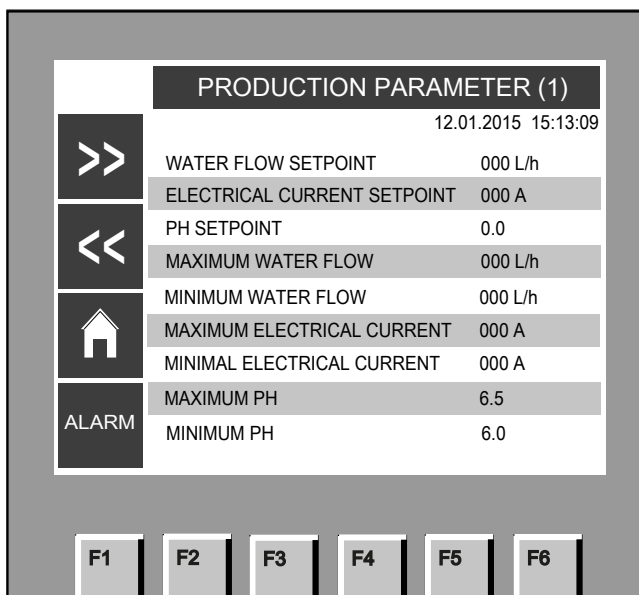 PRODUCTION PARAMETER (1)
12.01.2015 15:13:09
>>
WATER FLOW SETPOINT 000 L/h
ELECTRICAL CURRENT SETPOINT 000 A
PH SETPOINT 0.0
<<
MAXIMUM WATER FLOW 000 L/h
MINIMUM WATER FLOW 000 L/h
MAXIMUM ELECTRICAL CURRENT 000 A
MINIMAL ELECTRICAL CURRENT 000 A
MAXIMUM PH 6.5
ALARM
MINIMUM PH 6.0
F1 F2 F3 F4 F5 F6